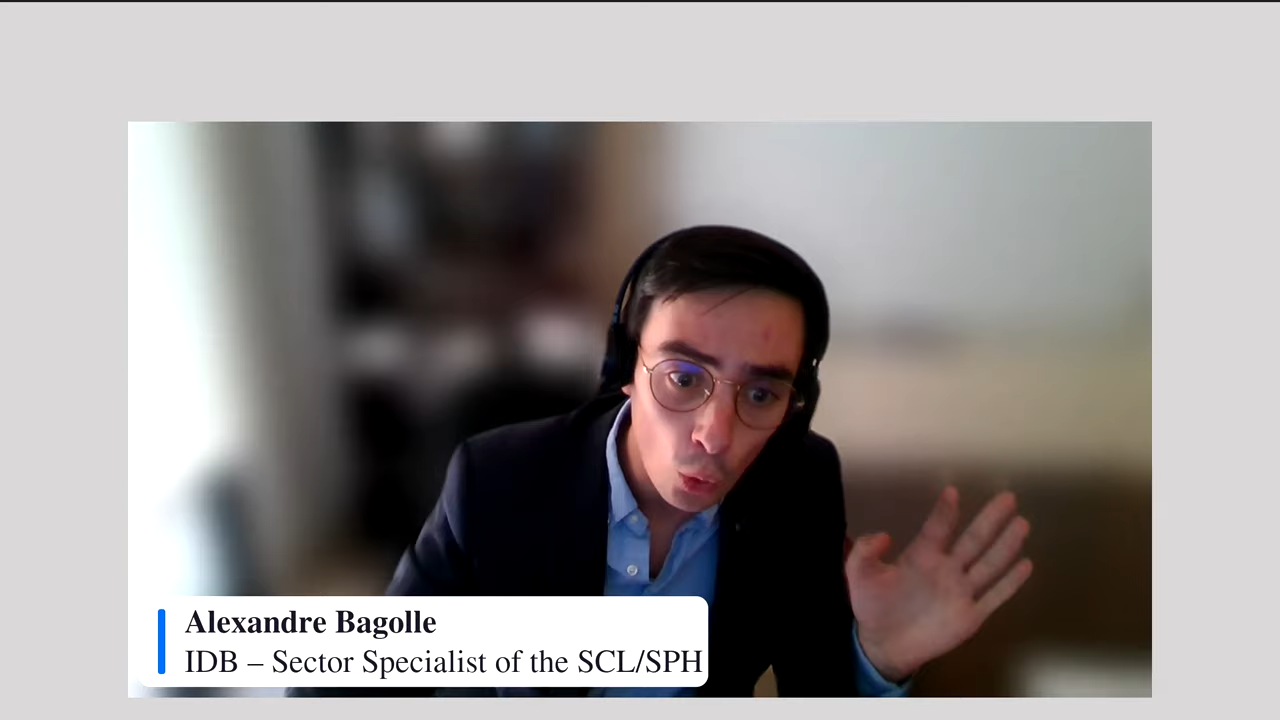 Alexandre Bagolle
IDB – Sector Specialist of the SCL/SPH